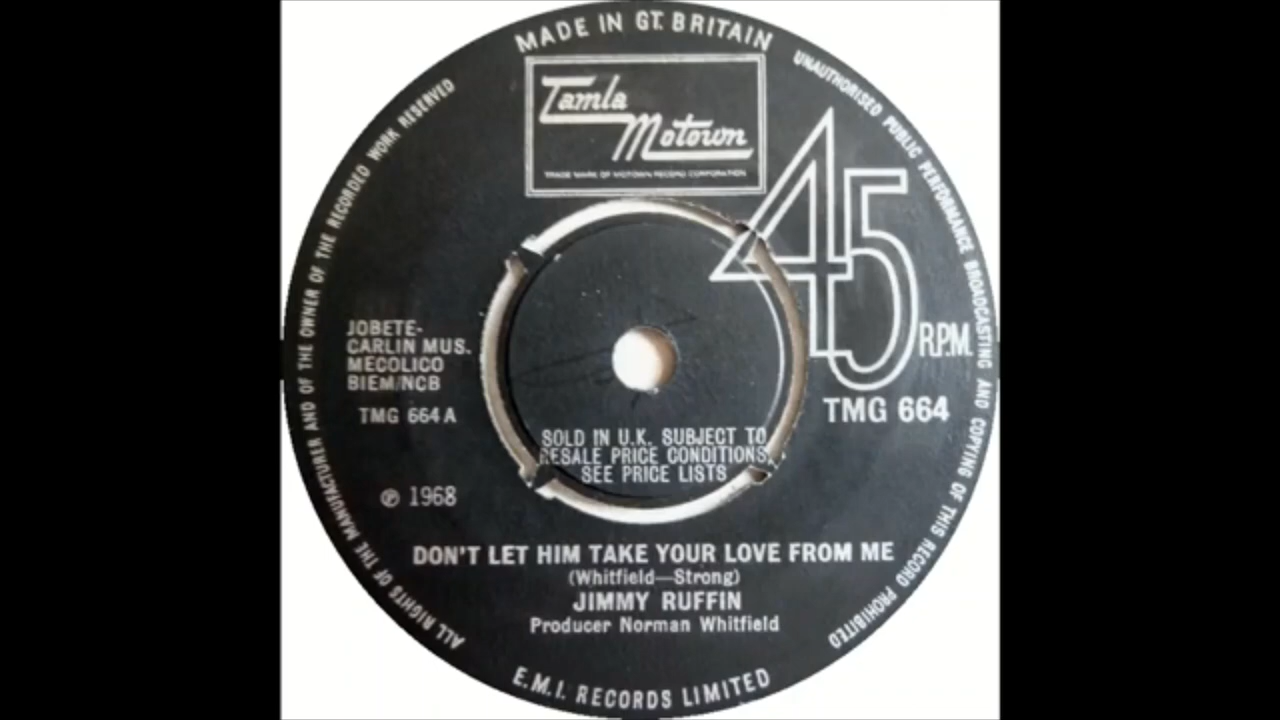 MADE IN GT. BRITAIN
Tamla
Motown
TRADE MARK OF MOTOWN RECORD CORPORATION
45
R.P.M.
TMG 664
JOBETE-
CARLIN MUS.
MECOLICO
BIEM/NCB
TMG 664 A
℗ 1968
SOLD IN U.K. SUBJECT TO
RESALE PRICE CONDITIONS,
SEE PRICE LISTS
DON'T LET HIM TAKE YOUR LOVE FROM ME
(Whitfield—Strong)
JIMMY RUFFIN
Producer Norman Whitfield
E.M.I. RECORDS LIMITED
ALL RIGHTS OF THE MANUFACTURER AND OF THE OWNER OF THE RECORDED WORK RESERVED
UNAUTHORISED PUBLIC PERFORMANCE BROADCASTING AND COPYING OF THIS RECORD PROHIBITED